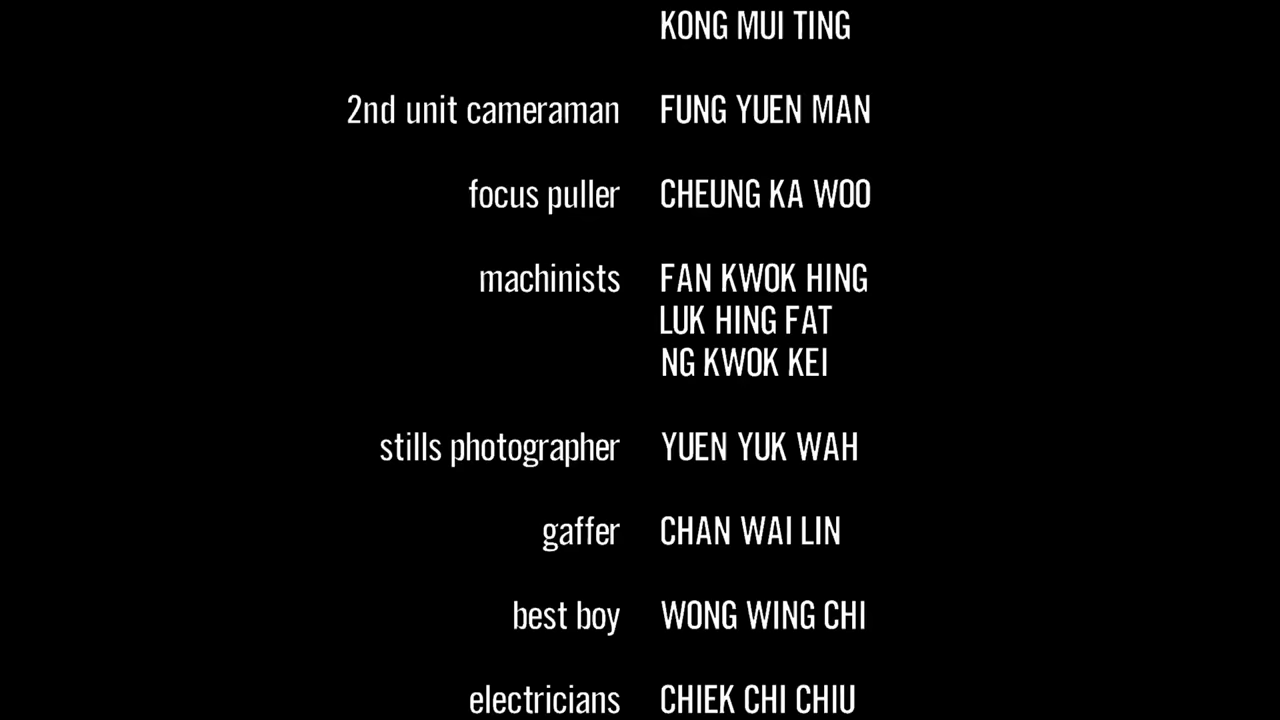 KONG MUI TING
2nd unit cameraman FUNG YUEN MAN
focus puller CHEUNG KA WOO
machinists FAN KWOK HING
LUK HING FAT
NG KWOK KEI
stills photographer YUEN YUK WAH
gaffer CHAN WAI LIN
best boy WONG WING CHI
electricians CHIEK CHI CHIU